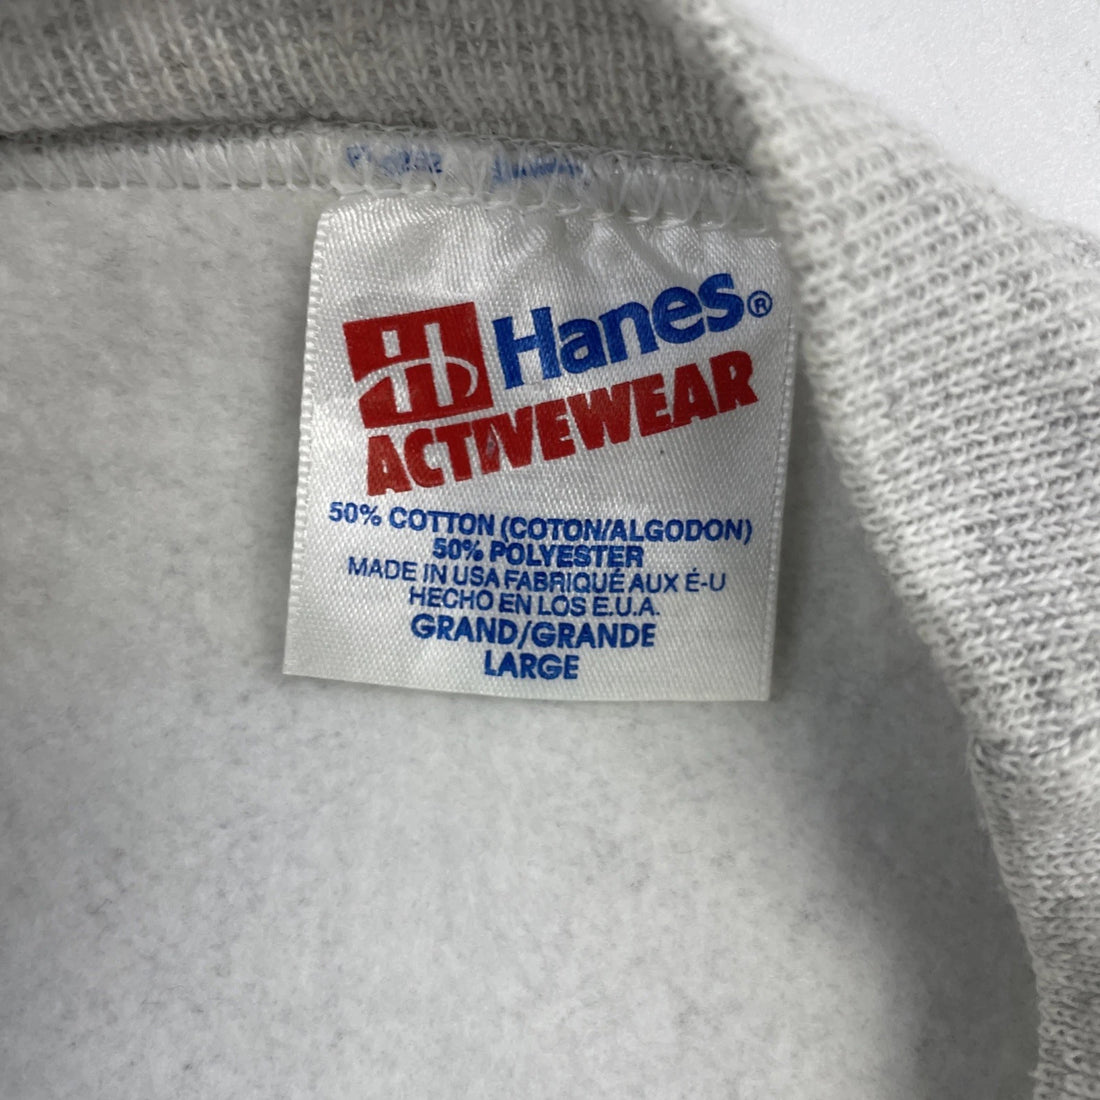 Hanes®
ACTIVEWEAR
50% COTTON (COTON/ALGODON)
50% POLYESTER
MADE IN USA FABRIQUÉ AUX É-U
HECHO EN LOS E.U.A.
GRAND/GRANDE
LARGE